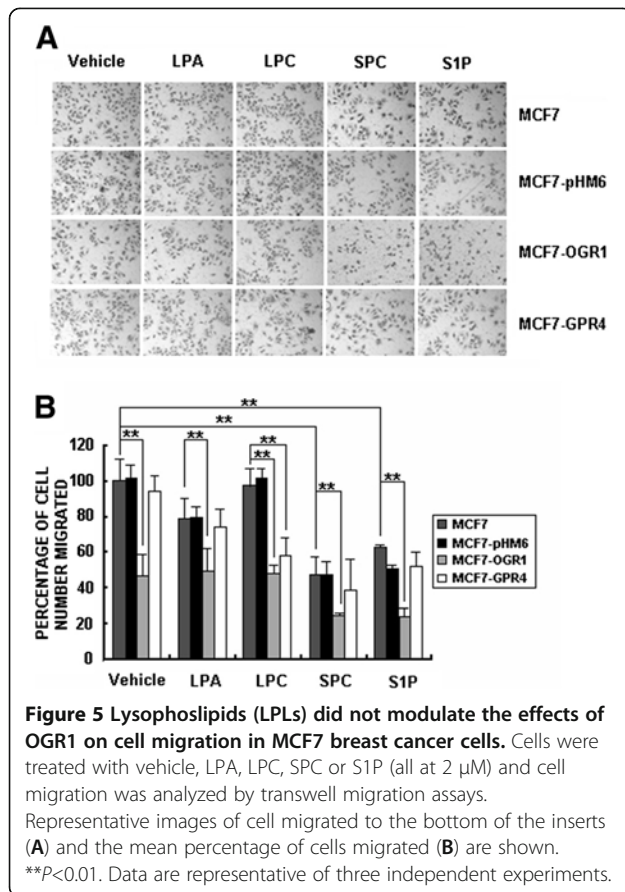 A
Vehicle LPA LPC SPC S1P
MCF7
MCF7-pHM6
MCF7-OGR1
MCF7-GPR4
B
PERCENTAGE OF CELL
NUMBER MIGRATED
120
100
80
60
40
20
0
**
**
**
**
**
**
**
**
MCF7
MCF7-pHM6
MCF7-OGR1
MCF7-GPR4
Vehicle LPA LPC SPC S1P
Figure 5 Lysophoslipids (LPLs) did not modulate the effects of
OGR1 on cell migration in MCF7 breast cancer cells. Cells were
treated with vehicle, LPA, LPC, SPC or S1P (all at 2 μM) and cell
migration was analyzed by transwell migration assays.
Representative images of cell migrated to the bottom of the inserts
(A) and the mean percentage of cells migrated (B) are shown.
**P<0.01. Data are representative of three independent experiments.